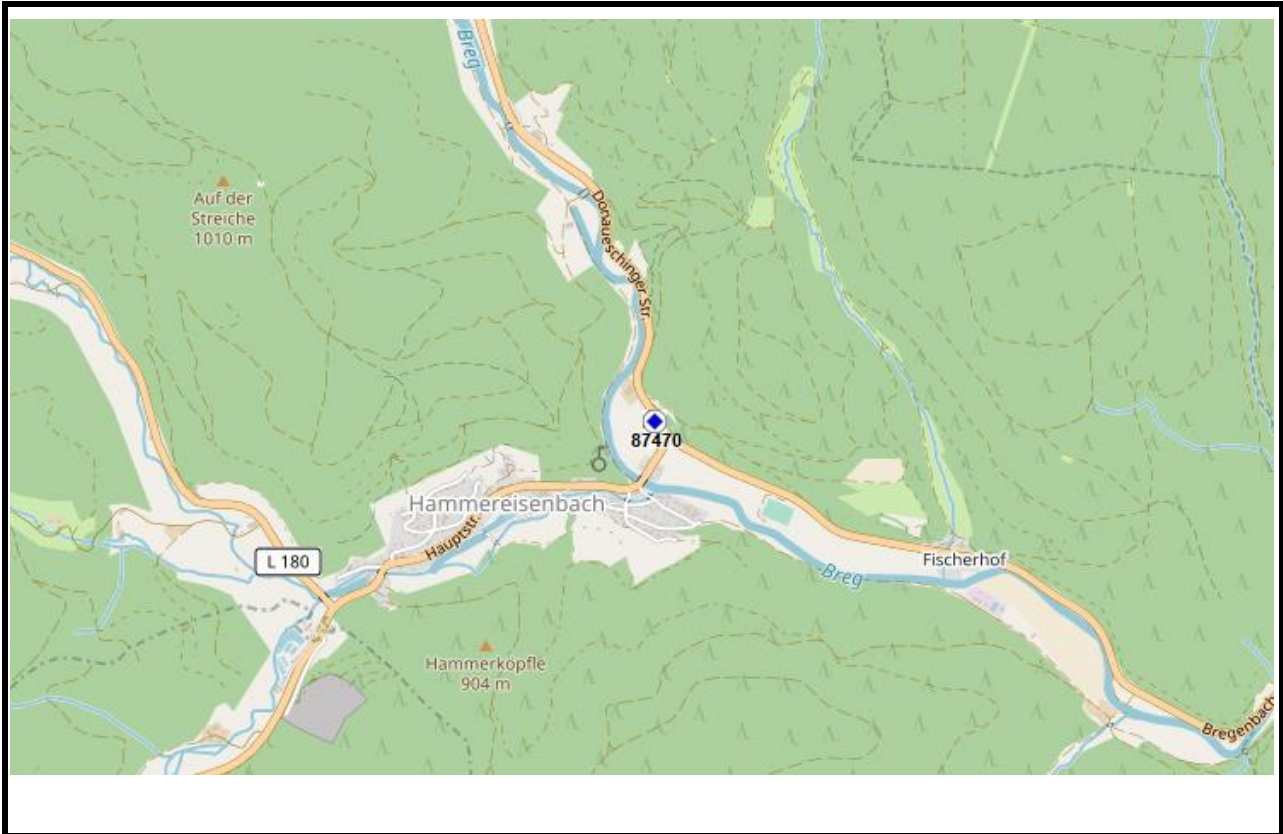 Breg
Auf der
Streiche
1010 m
Donaueschinger Str.
87470
Hammereisenbach
Hauptstr.
L 180
Fischerhof
Breg
Hammerköpfle
904 m
Bregenbach